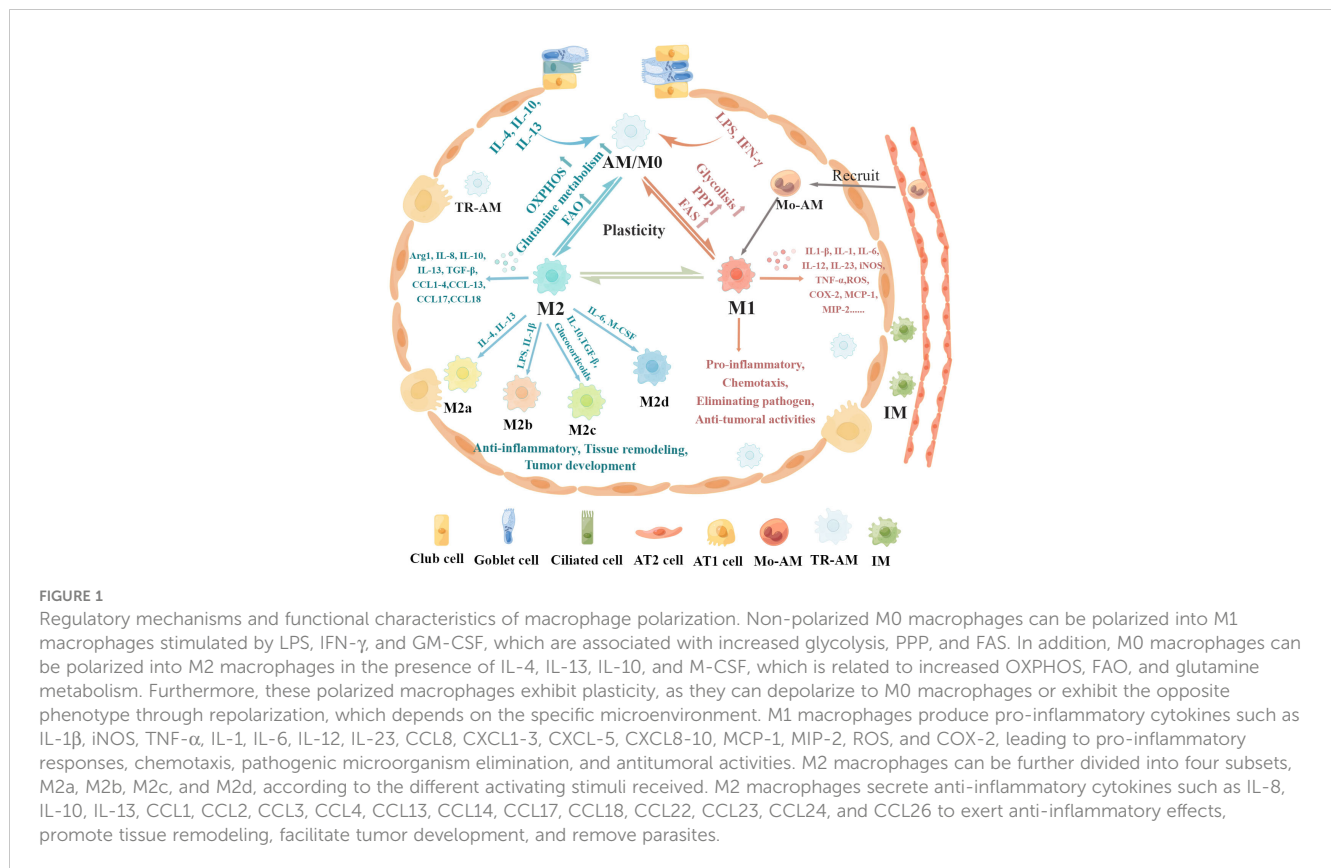 IL-4, IL-10,
IL-13
LPS, IFN-γ
AM/M0
OXPHOS
Glutamine metabolism
FAO
Glycolisis
PPP
FAS
Recruit
Mo-AM
TR-AM
Plasticity
Arg1, IL-8, IL-10,
IL-13, TGF-β,
CCL1-4,CCL-13,
CCL17,CCL18
IL1-β, IL-1, IL-6,
IL-12, IL-23, iNOS,
TNF-α,ROS,
COX-2, MCP-1,
MIP-2......
M2
M1
IL-4, IL-13
LPS, IL-1β
IL-10,TGF-β,
Glucocorticoids
IL-6, M-CSF
M2a
M2b
M2c
M2d
Pro-inflammatory,
Chemotaxis,
Eliminating pathogen,
Anti-tumoral activities
IM
Anti-inflammatory, Tissue remodeling,
Tumor development
Club cell
Goblet cell
Ciliated cell
AT2 cell
AT1 cell
Mo-AM
TR-AM
IM
FIGURE 1
Regulatory mechanisms and functional characteristics of macrophage polarization. Non-polarized M0 macrophages can be polarized into M1
macrophages stimulated by LPS, IFN-γ, and GM-CSF, which are associated with increased glycolysis, PPP, and FAS. In addition, M0 macrophages can
be polarized into M2 macrophages in the presence of IL-4, IL-13, IL-10, and M-CSF, which is related to increased OXPHOS, FAO, and glutamine
metabolism. Furthermore, these polarized macrophages exhibit plasticity, as they can depolarize to M0 macrophages or exhibit the opposite
phenotype through repolarization, which depends on the specific microenvironment. M1 macrophages produce pro-inflammatory cytokines such as
IL-1β, iNOS, TNF-α, IL-1, IL-6, IL-12, IL-23, CCL8, CXCL1-3, CXCL-5, CXCL8-10, MCP-1, MIP-2, ROS, and COX-2, leading to pro-inflammatory
responses, chemotaxis, pathogenic microorganism elimination, and antitumoral activities. M2 macrophages can be further divided into four subsets,
M2a, M2b, M2c, and M2d, according to the different activating stimuli received. M2 macrophages secrete anti-inflammatory cytokines such as IL-8,
IL-10, IL-13, CCL1, CCL2, CCL3, CCL4, CCL13, CCL14, CCL17, CCL18, CCL22, CCL23, CCL24, and CCL26 to exert anti-inflammatory effects,
promote tissue remodeling, facilitate tumor development, and remove parasites.